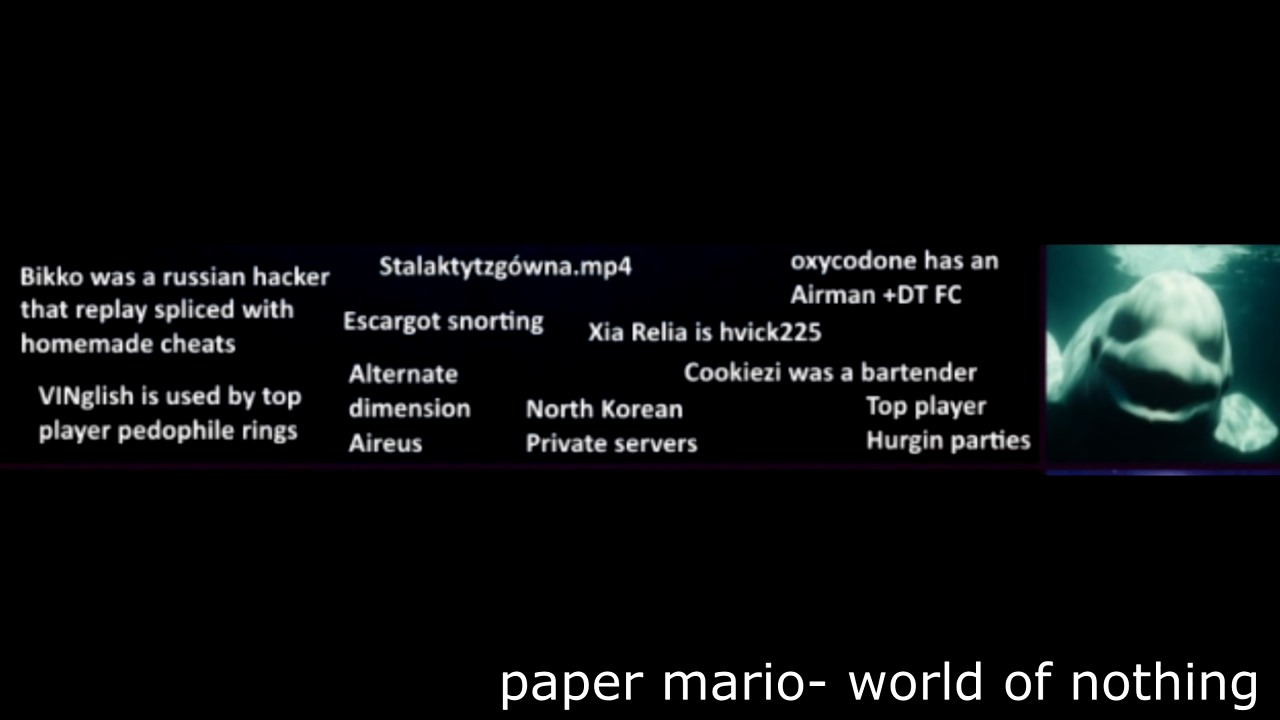 Bikko was a russian hacker
that replay spliced with
homemade cheats
Stalaktytzgówna.mp4
oxycodone has an
Airman +DT FC
Escargot snorting
Xia Relia is hvick225
VINglish is used by top
player pedophile rings
Alternate
dimension
Aireus
North Korean
Private servers
Cookiezi was a bartender
Top player
Hurgin parties
paper mario- world of nothing